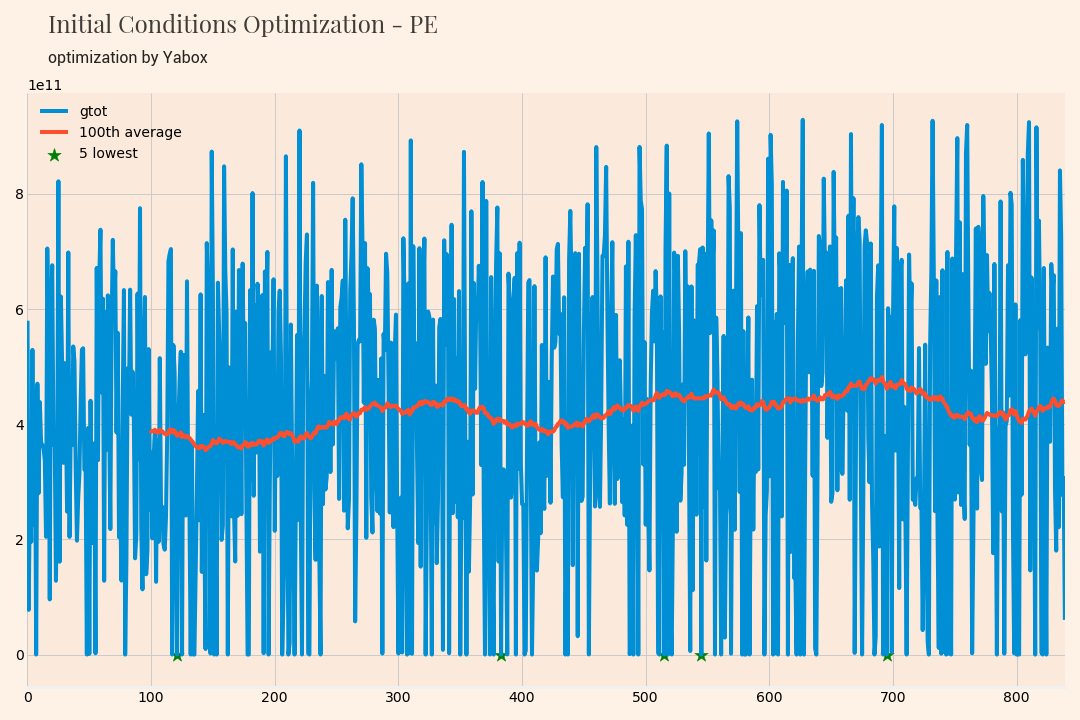 Initial Conditions Optimization - PE
optimization by Yabox
1e11
gtot
100th average
5 lowest
8
6
4
2
0
0 100 200 300 400 500 600 700 800